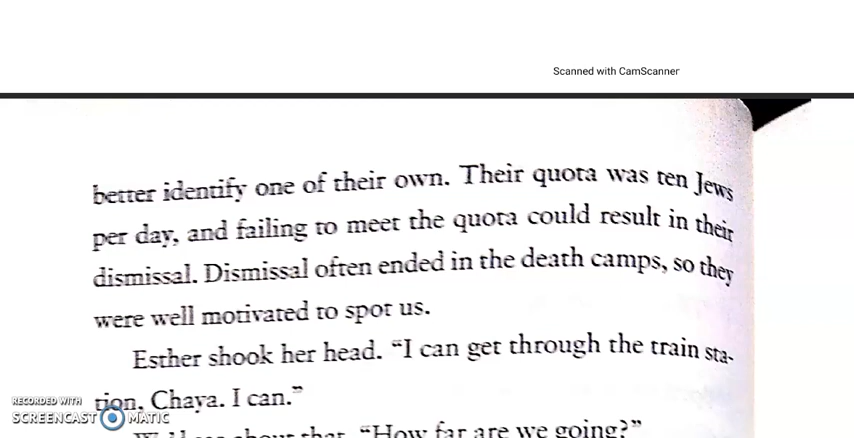 Scanned with CamScanner
better identify one of their own. Their quota was ten Jews
per day, and failing to meet the quota could result in their
dismissal. Dismissal often ended in the death camps, so they
were well motivated to spot us.
Esther shook her head. “I can get through the train sta-
tion, Chaya. I can.”
RECORDED WITH
SCREENCAST MATIC
about that. “How far are we going?”